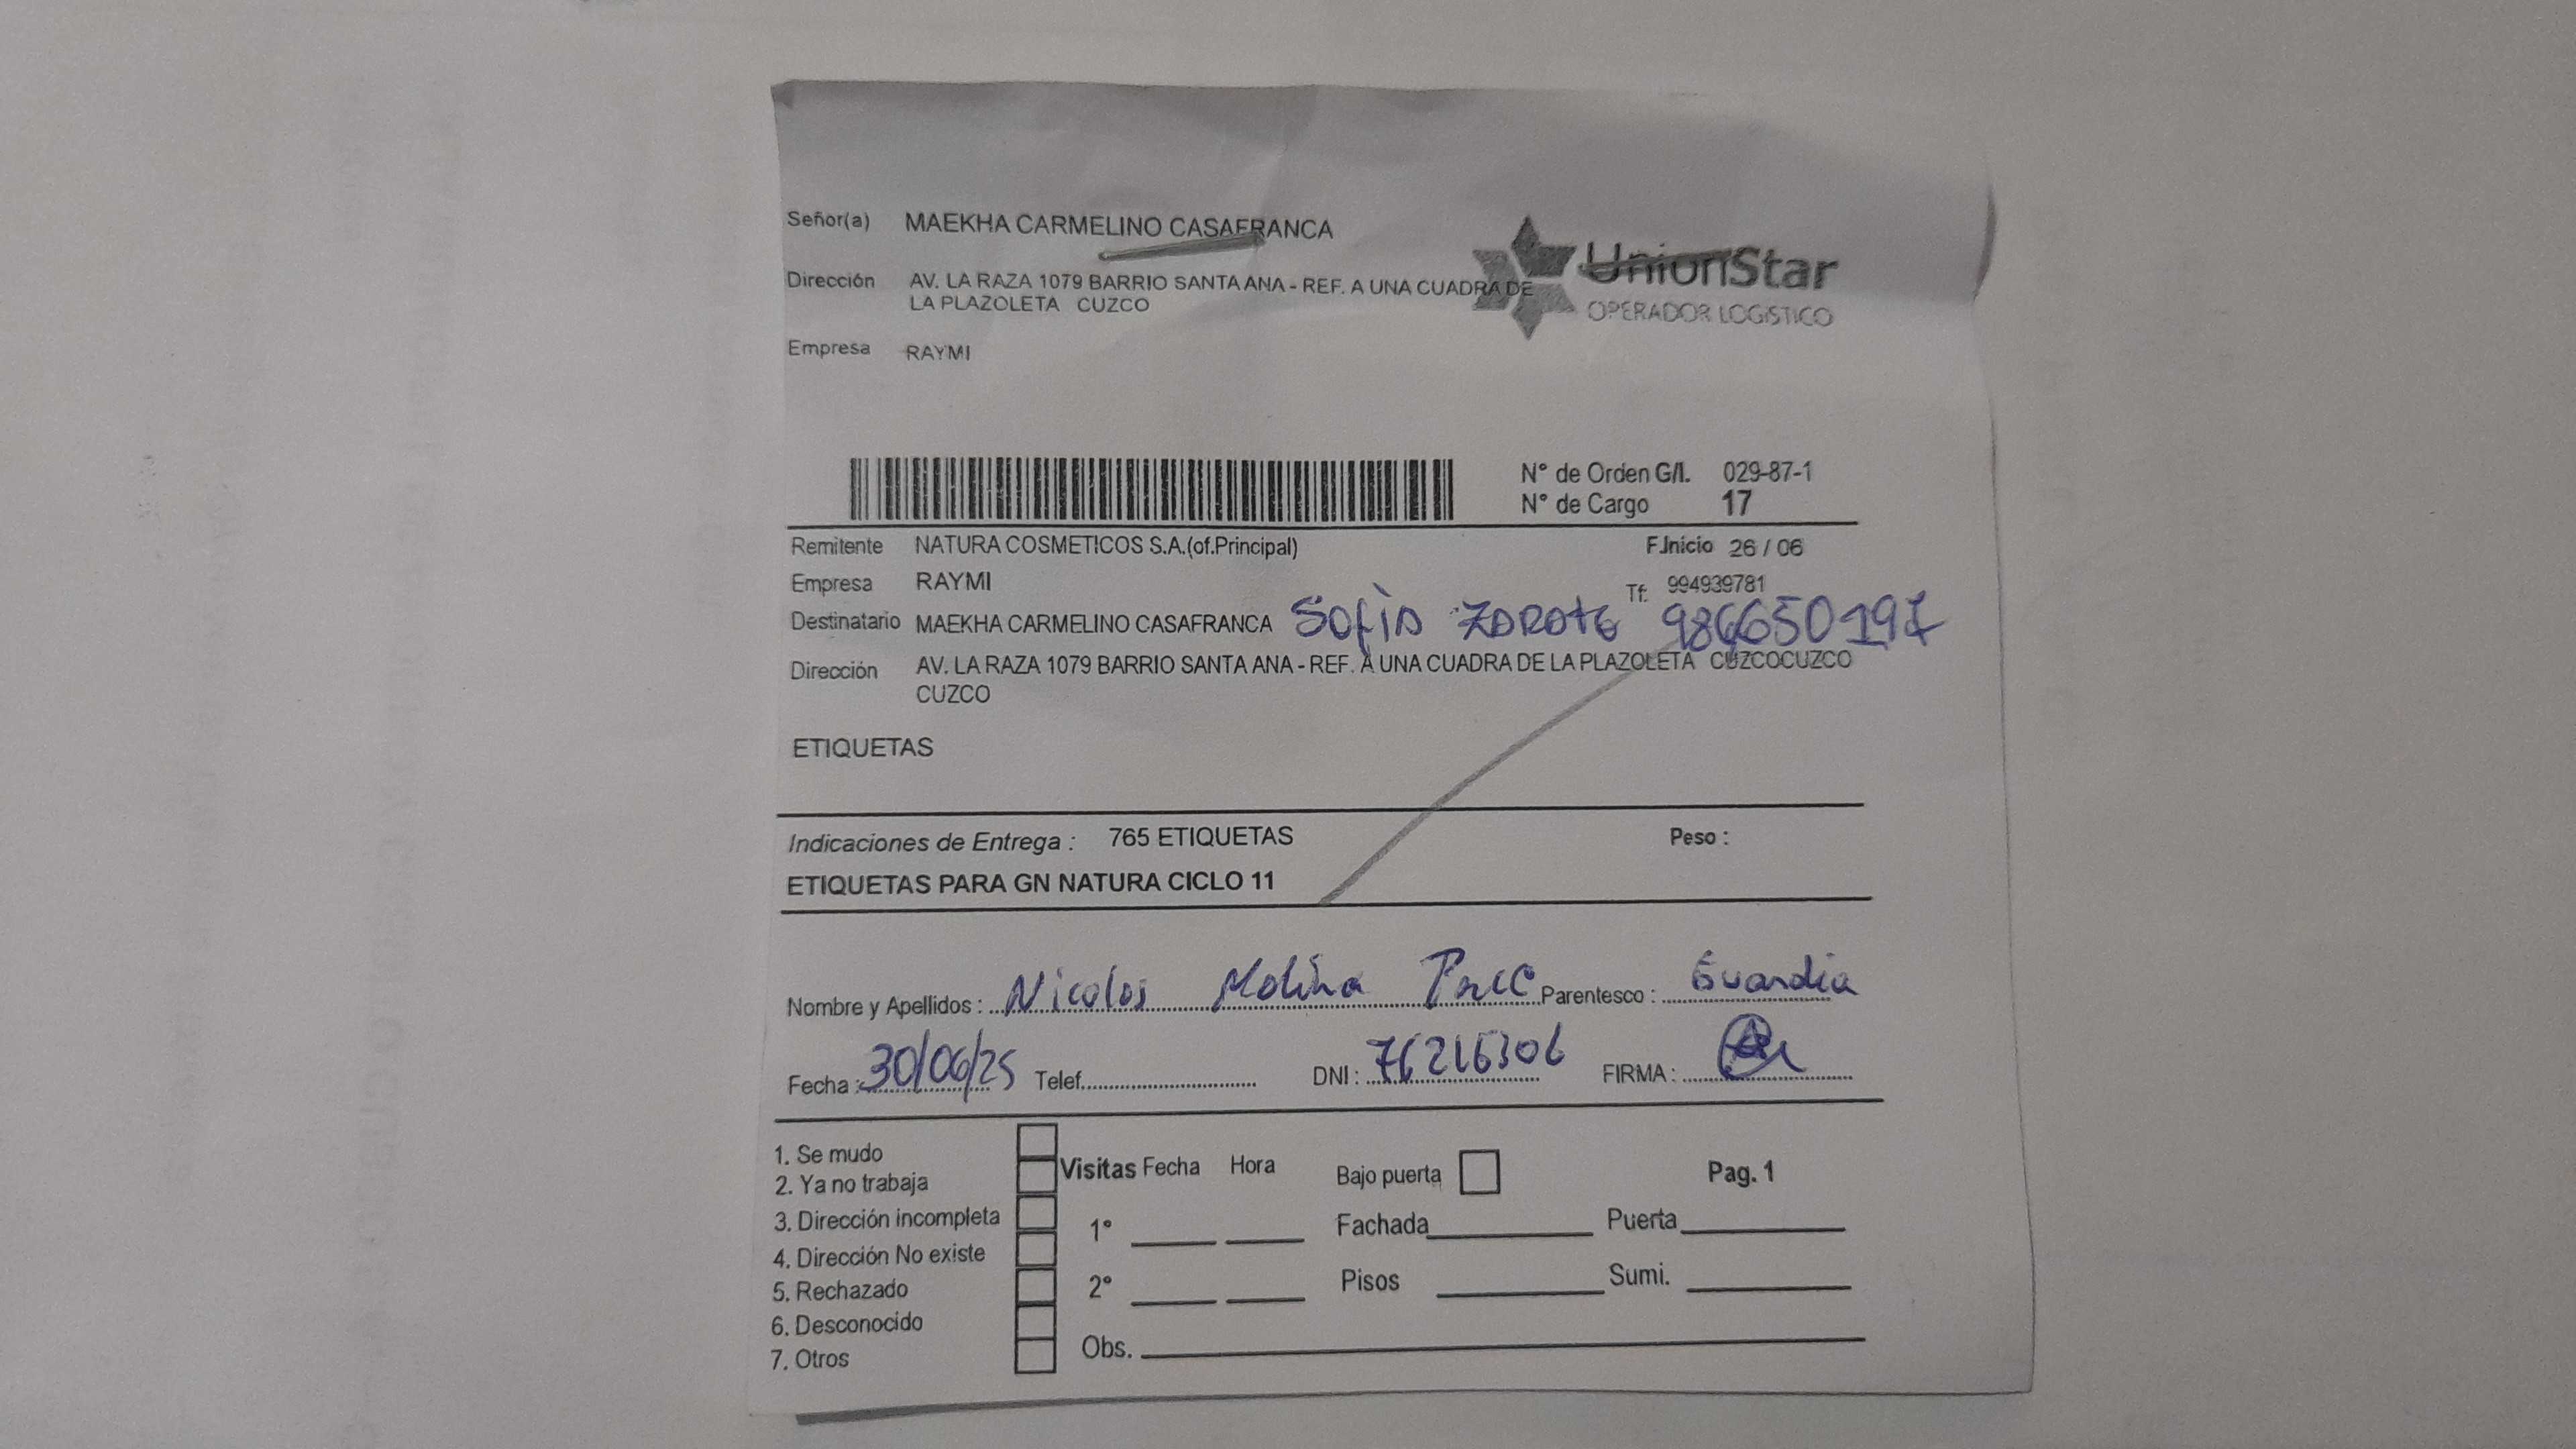 Señor(a) MAEKHA CARMELINO CASAFRANCA
Dirección AV. LA RAZA 1079 BARRIO SANTA ANA - REF. A UNA CUADRA DE
LA PLAZOLETA CUZCO
UnionStar
OPERADOR LOGISTICO
Empresa RAYMI
N° de Orden G/I. 029-87-1
N° de Cargo 17
Remitente NATURA COSMETICOS S.A.(of.Principal) F.Inicio 26 / 06
Empresa RAYMI Tf: 994939781
Destinatario MAEKHA CARMELINO CASAFRANCA Sofia Zarate 986650197
Dirección AV. LA RAZA 1079 BARRIO SANTA ANA - REF. A UNA CUADRA DE LA PLAZOLETA CUZCOCUZCO
CUZCO
ETIQUETAS
Indicaciones de Entrega : 765 ETIQUETAS Peso :
ETIQUETAS PARA GN NATURA CICLO 11
Nombre y Apellidos : Nicolas Molina Parentesco : Guardia
Fecha : 30/06/25 Telef. DNI : 76216306 FIRMA :
1. Se mudo
2. Ya no trabaja
3. Dirección incompleta
4. Dirección No existe
5. Rechazado
6. Desconocido
7. Otros
Visitas Fecha Hora Bajo puerta Pag. 1
1° Fachada Puerta
2° Pisos Sumi.
Obs.